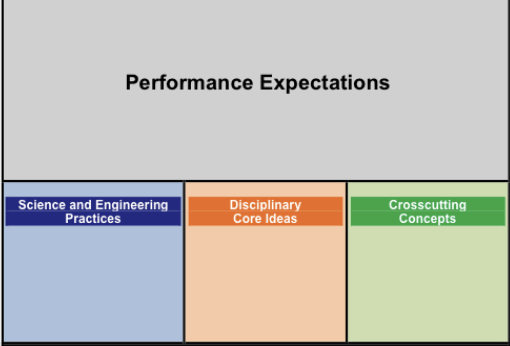 Performance Expectations
Science and Engineering
Practices
Disciplinary
Core Ideas
Crosscutting
Concepts